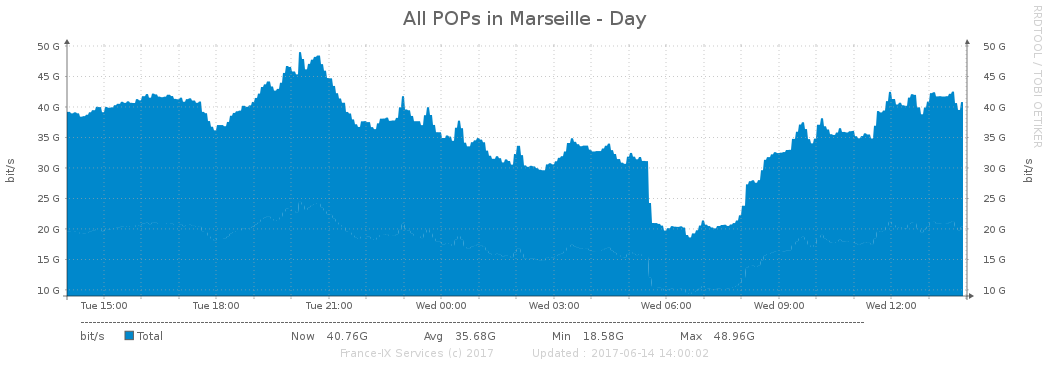 All POPs in Marseille - Day
RRDTOOL / TOBI OETIKER
bit/s
50 G 50 G
45 G 45 G
40 G 40 G
35 G 35 G
30 G 30 G
25 G 25 G
20 G 20 G
15 G 15 G
10 G 10 G
bit/s
Tue 15:00 Tue 18:00 Tue 21:00 Wed 00:00 Wed 03:00 Wed 06:00 Wed 09:00 Wed 12:00
bit/s Total Now 40.76G Avg 35.68G Min 18.58G Max 48.96G
France-IX Services (c) 2017 Updated : 2017-06-14 14:00:02